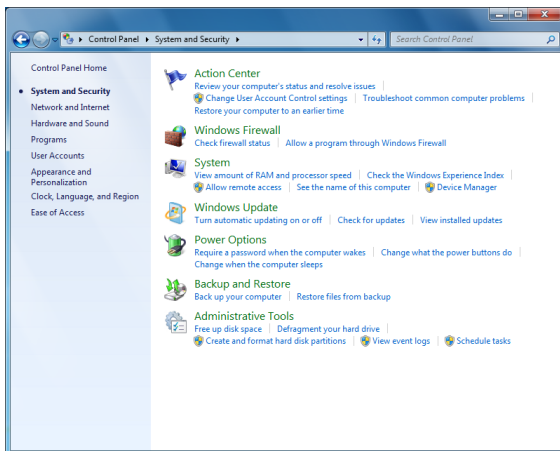 Control Panel
System and Security
Search Control Panel
Control Panel Home
System and Security
Network and Internet
Hardware and Sound
Programs
User Accounts
Appearance and
Personalization
Clock, Language, and Region
Ease of Access
Action Center
Review your computer's status and resolve issues
Change User Account Control settings
Troubleshoot common computer problems
Restore your computer to an earlier time
Windows Firewall
Check firewall status
Allow a program through Windows Firewall
System
View amount of RAM and processor speed
Check the Windows Experience Index
Allow remote access
See the name of this computer
Device Manager
Windows Update
Turn automatic updating on or off
Check for updates
View installed updates
Power Options
Require a password when the computer wakes
Change what the power buttons do
Change when the computer sleeps
Backup and Restore
Back up your computer
Restore files from backup
Administrative Tools
Free up disk space
Defragment your hard drive
Create and format hard disk partitions
View event logs
Schedule tasks